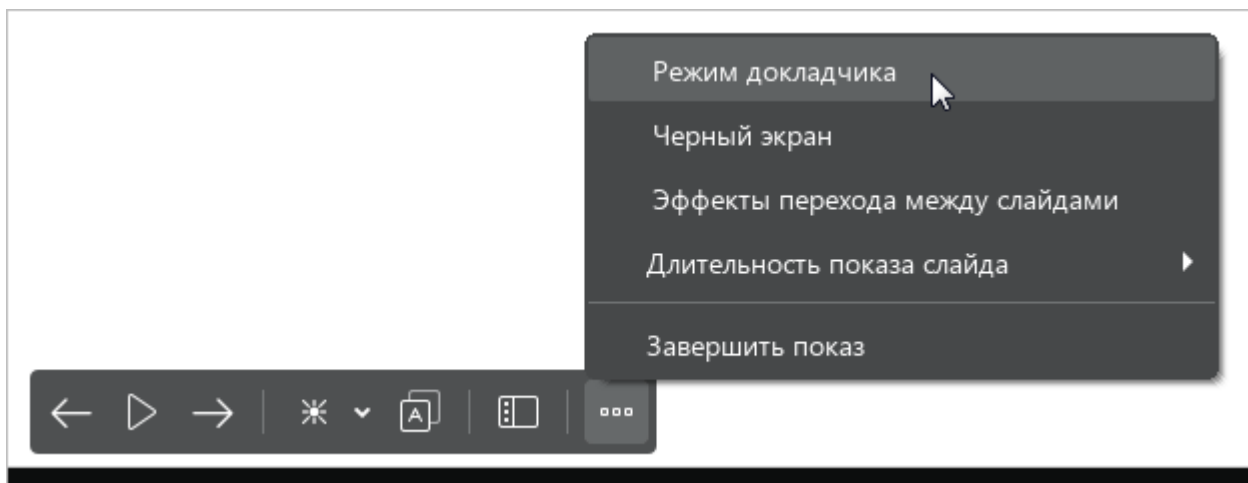 Режим докладчика
Черный экран
Эффекты перехода между слайдами
Длительность показа слайда
Завершить показ
A